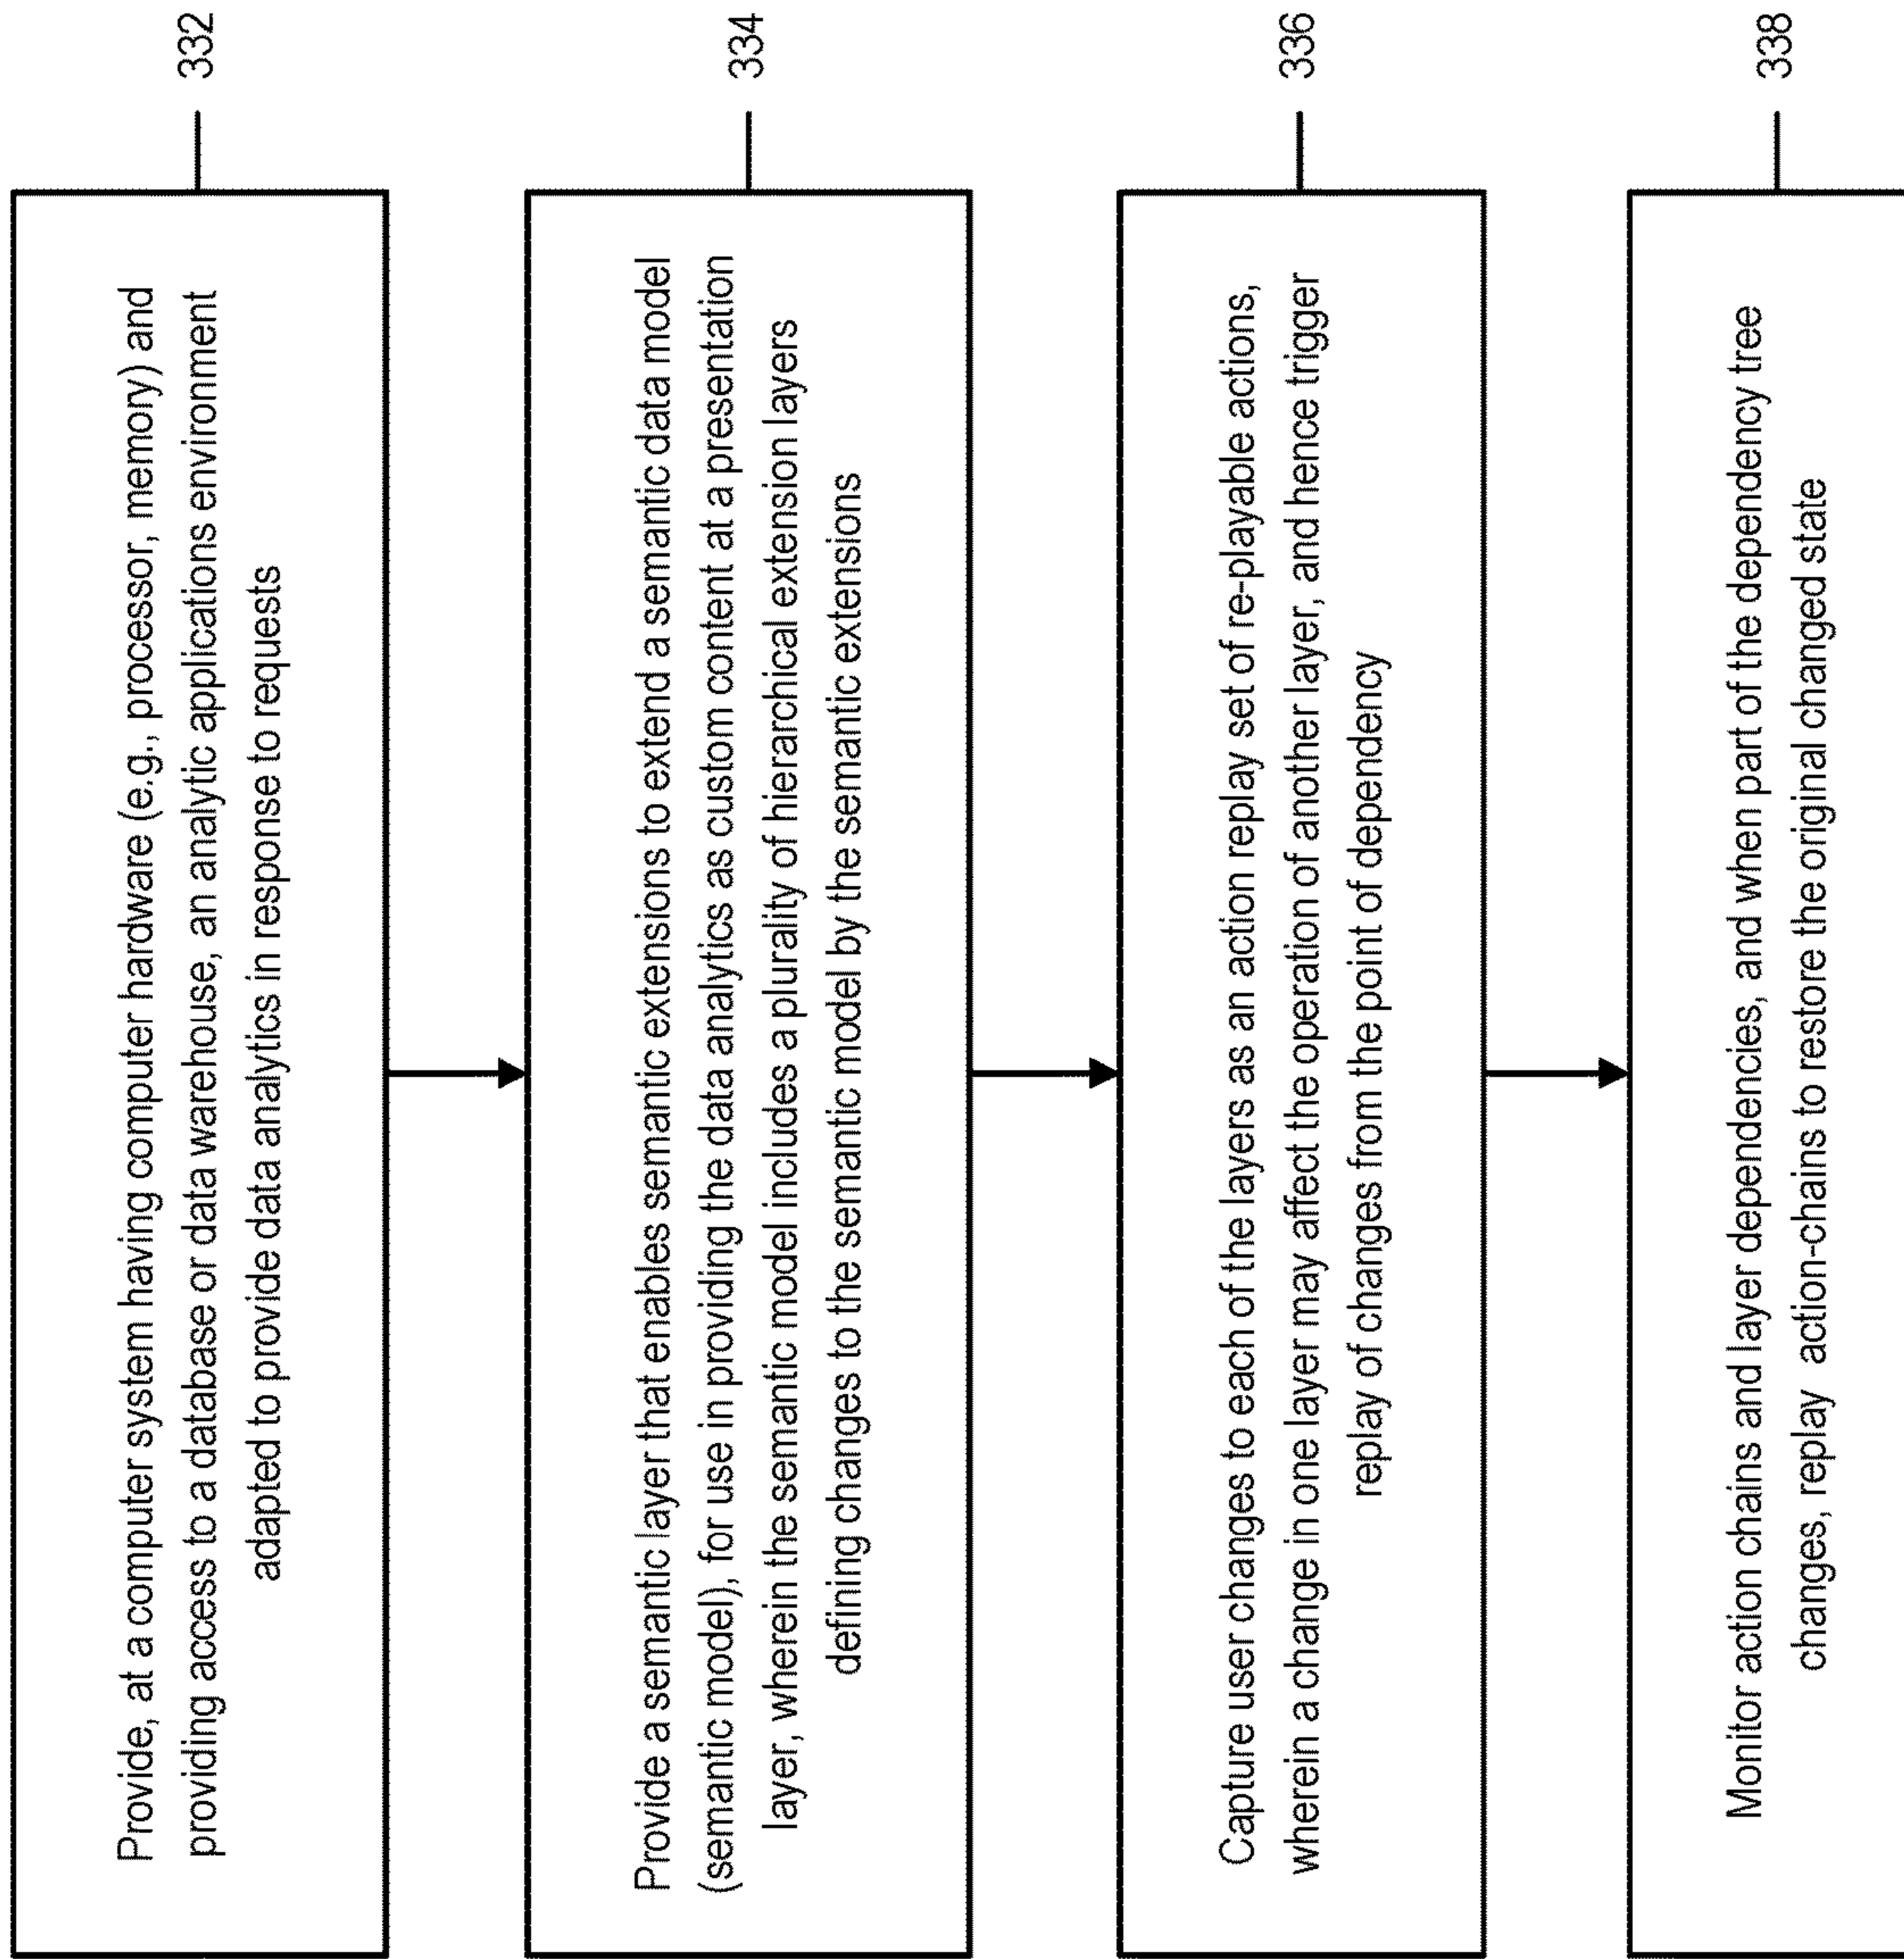 Provide, at a computer system having computer hardware (e.g., processor, memory) and
providing access to a database or data warehouse, an analytic applications environment
adapted to provide data analytics in response to requests
332
Provide a semantic layer that enables semantic extensions to extend a semantic data model
(semantic model), for use in providing the data analytics as custom content at a presentation
layer, wherein the semantic model includes a plurality of hierarchical extension layers
defining changes to the semantic model by the semantic extensions
334
Capture user changes to each of the layers as an action replay set of re-playable actions,
wherein a change in one layer may affect the operation of another layer, and hence trigger
replay of changes from the point of dependency
336
Monitor action chains and layer dependencies, and when part of the dependency tree
changes, replay action-chains to restore the original changed state
338